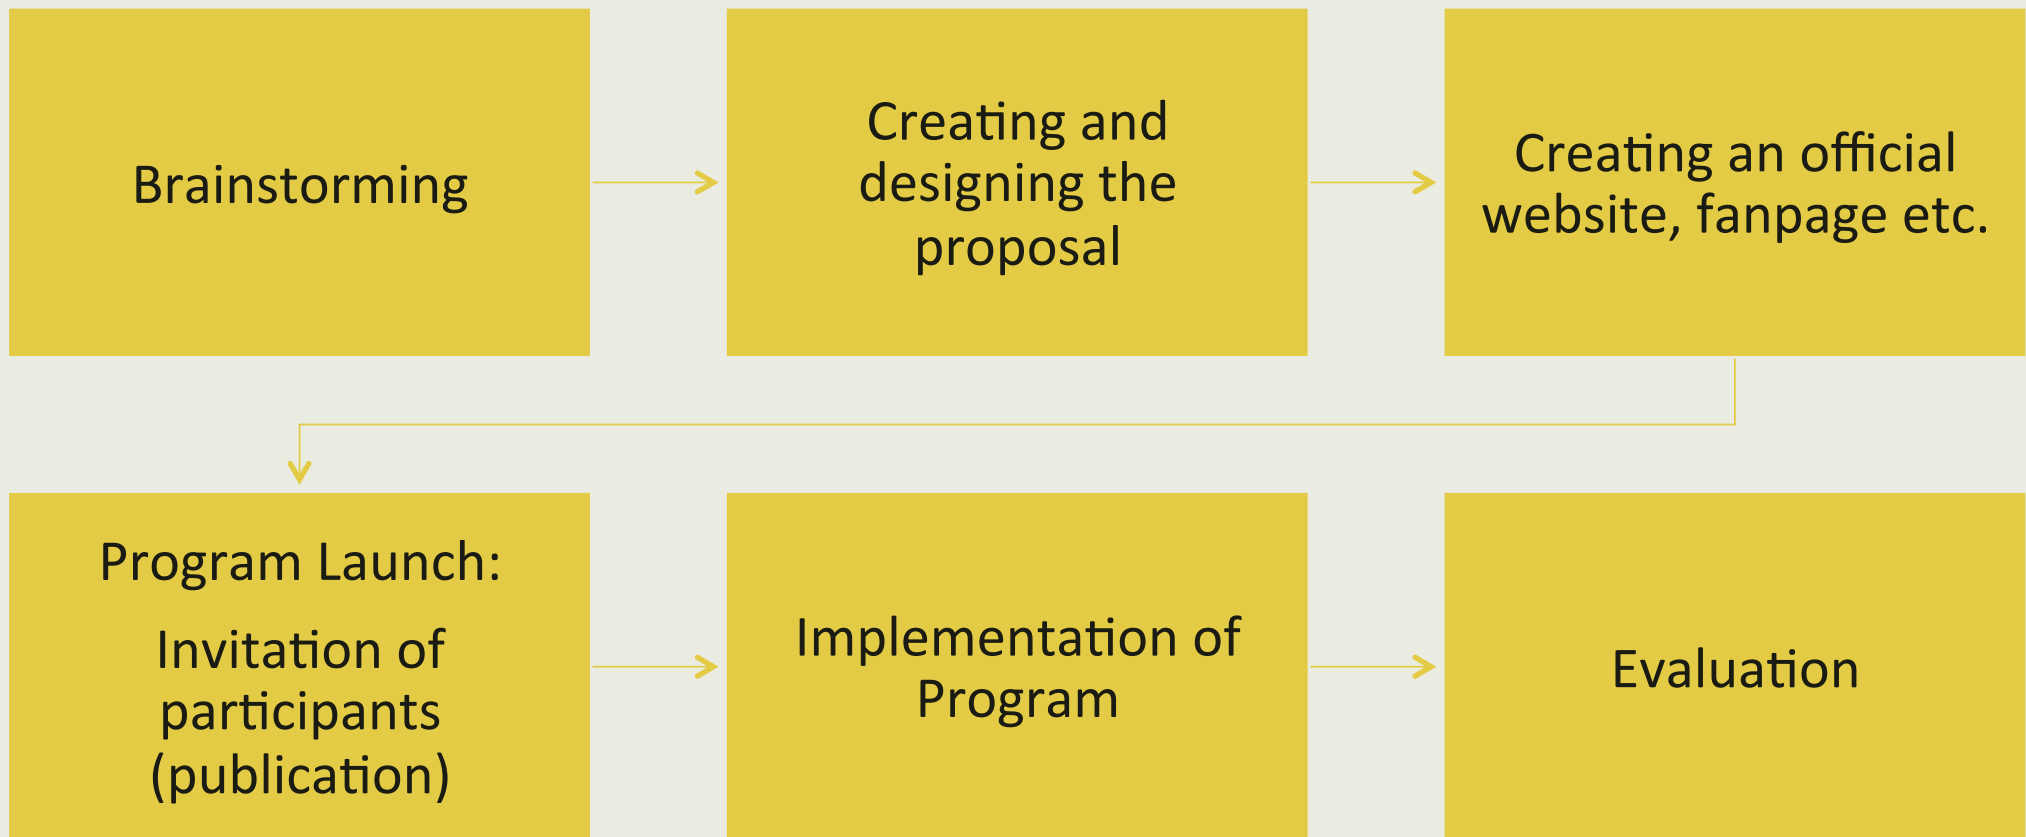 Brainstorming
Creating and
designing the
proposal
Creating an official
website, fanpage etc.
Program Launch:
Invitation of
participants
(publication)
Implementation of
Program
Evaluation